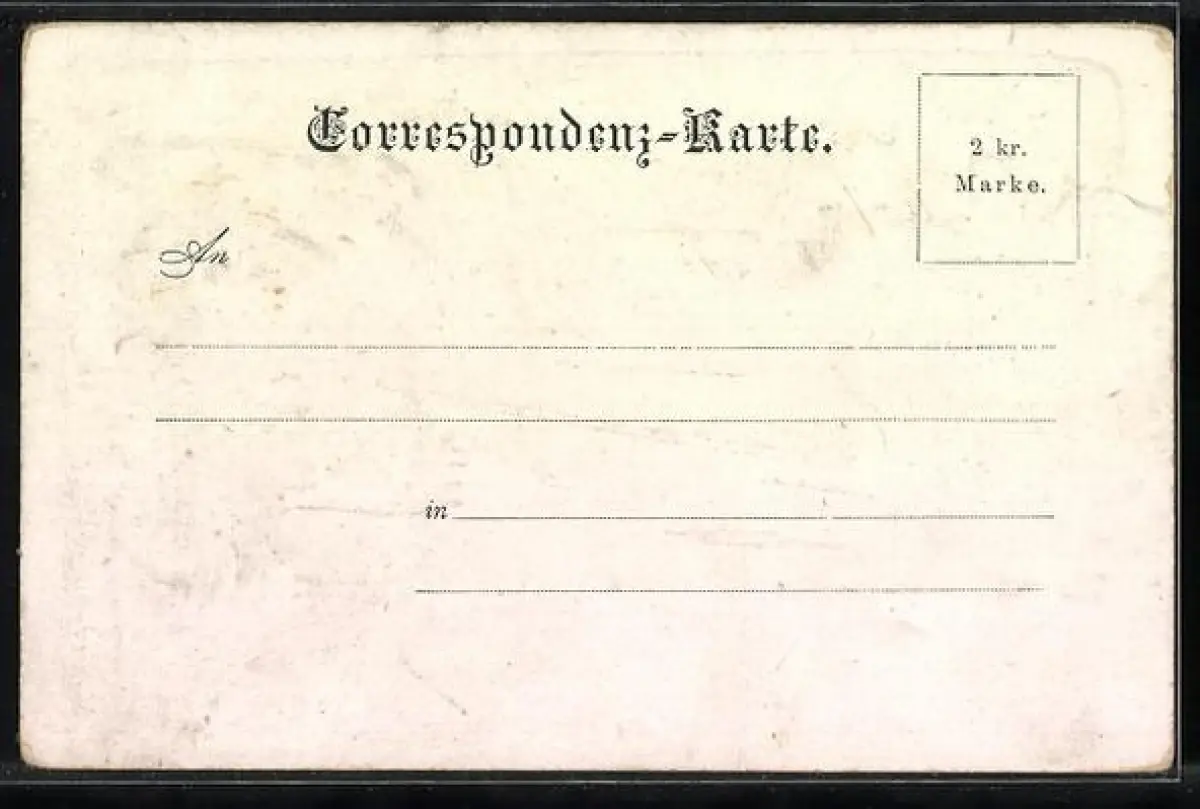 Correspondenz-Karte.
2 kr.
Marke.
An
in